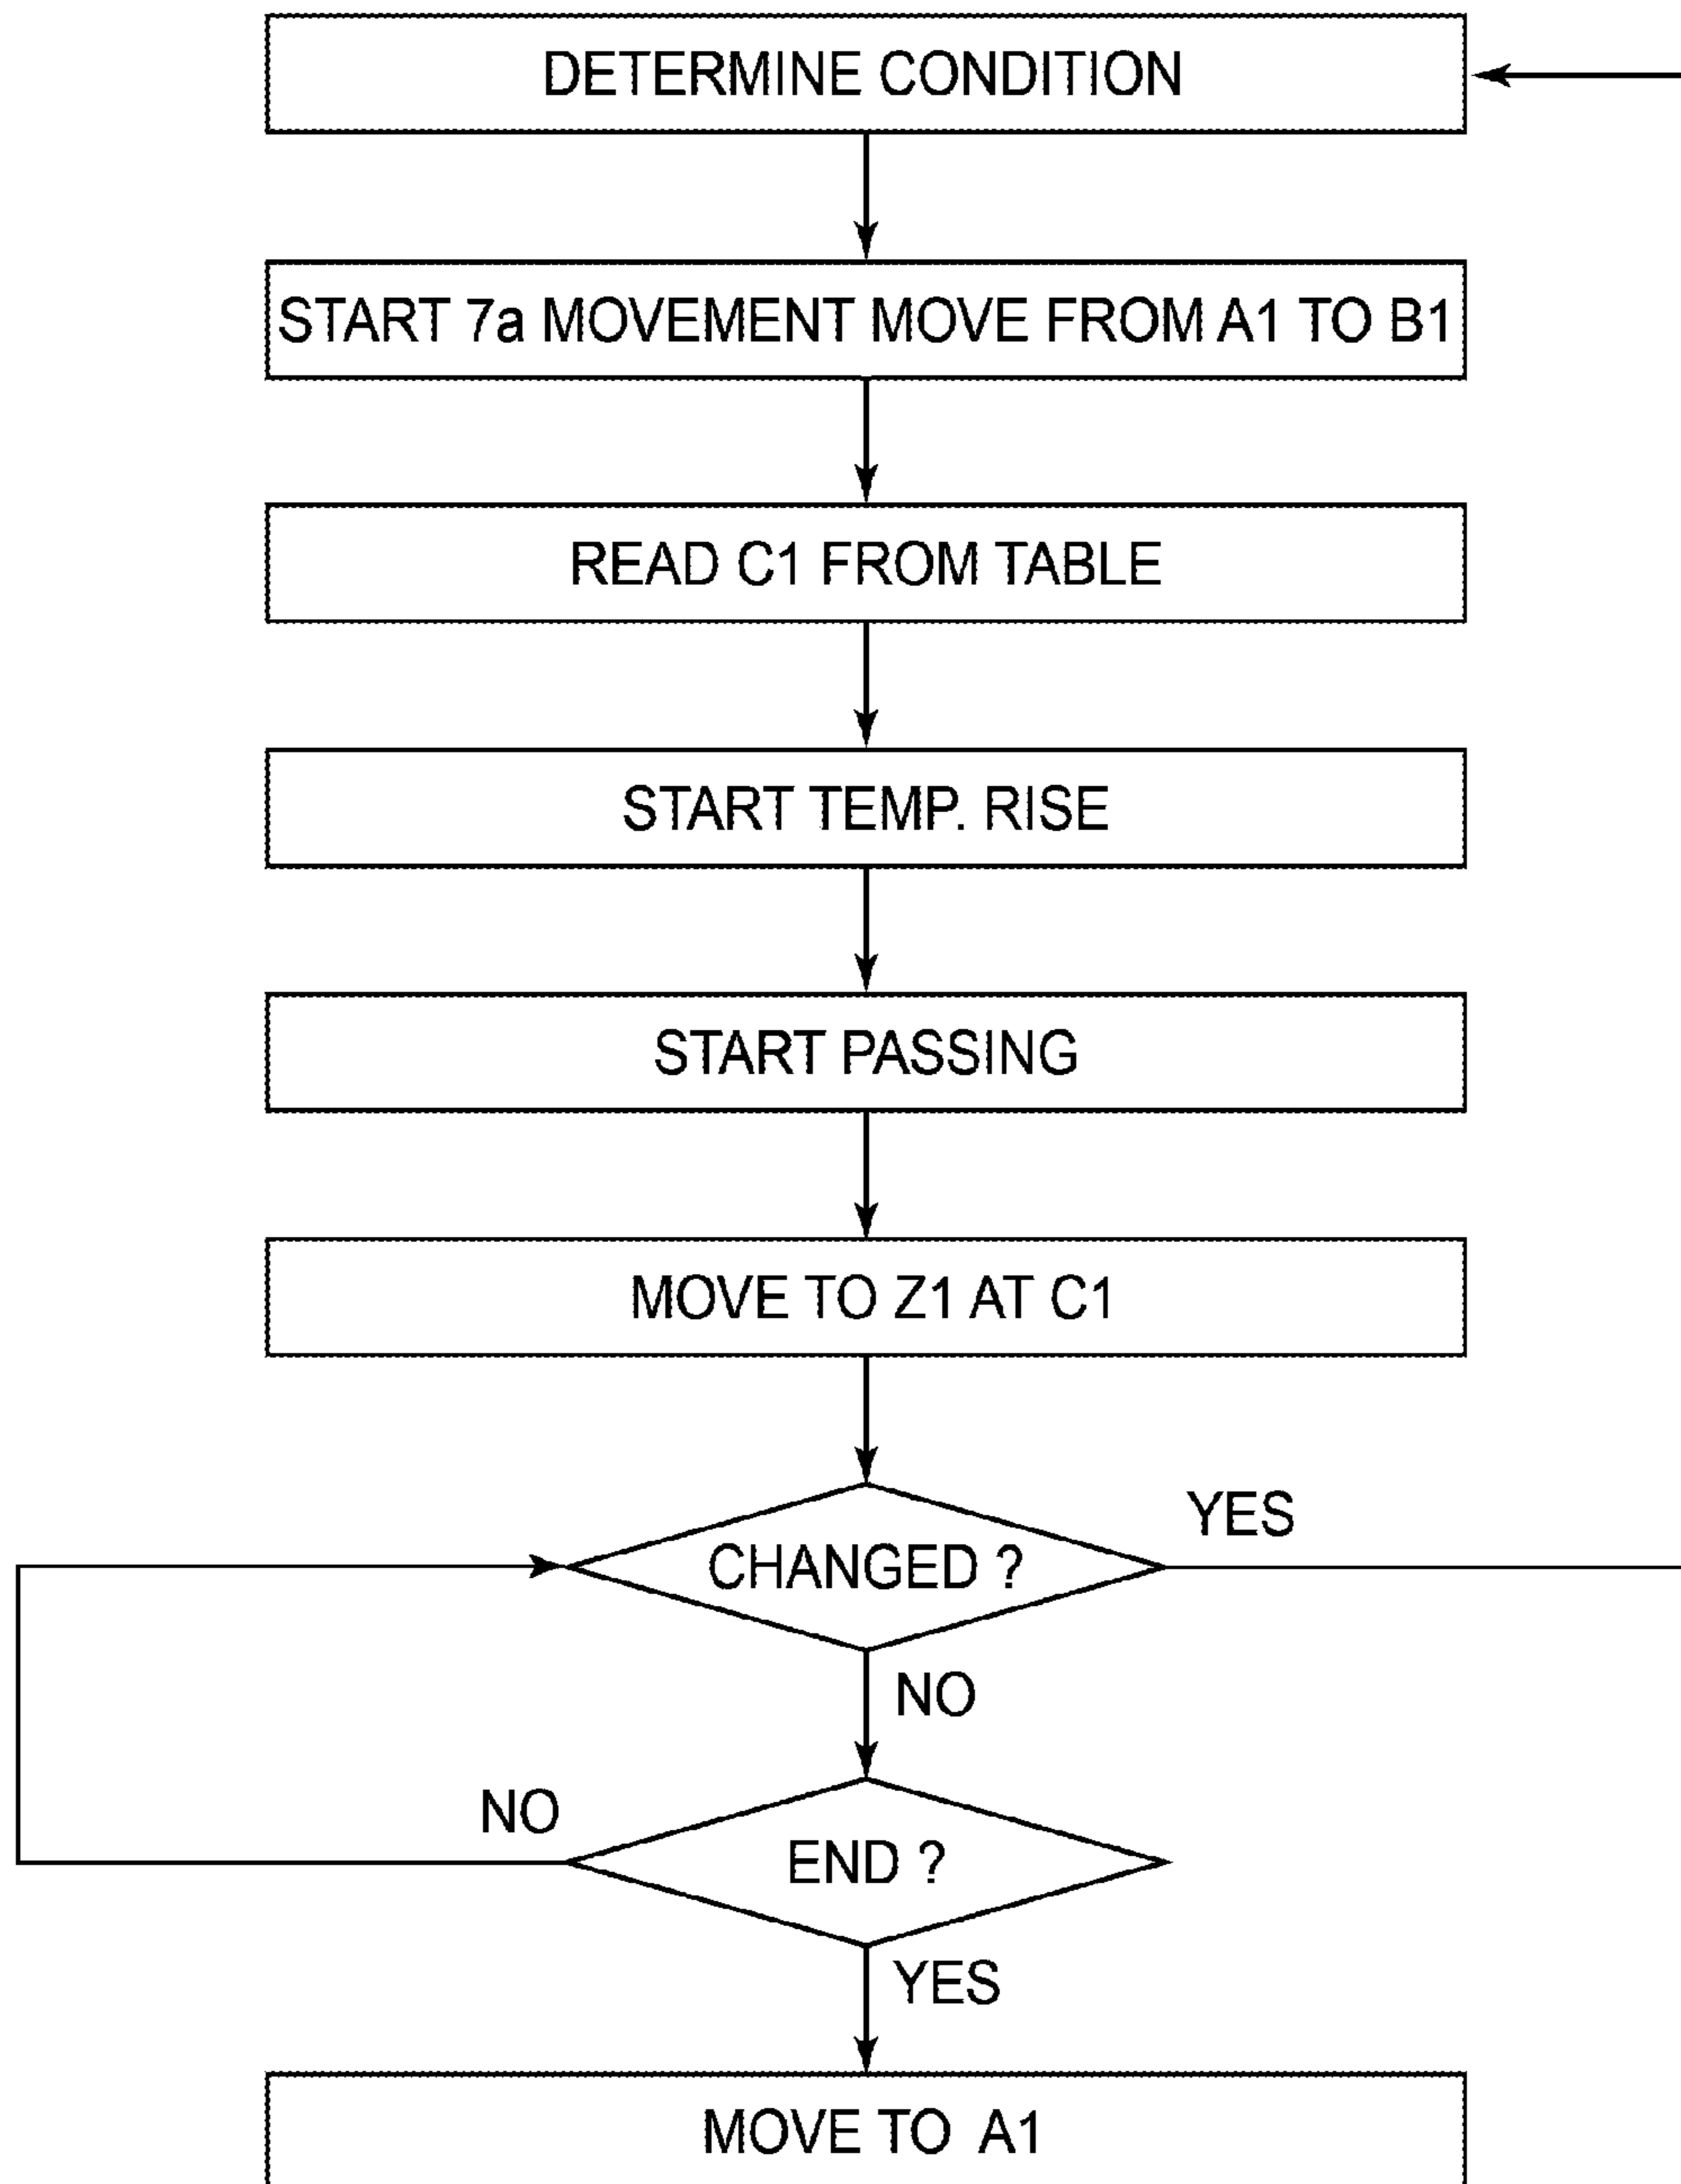 DETERMINE CONDITION
START 7a MOVEMENT MOVE FROM A1 TO B1
READ C1 FROM TABLE
START TEMP. RISE
START PASSING
MOVE TO Z1 AT C1
YES
CHANGED ?
NO
NO
END ?
YES
MOVE TO A1